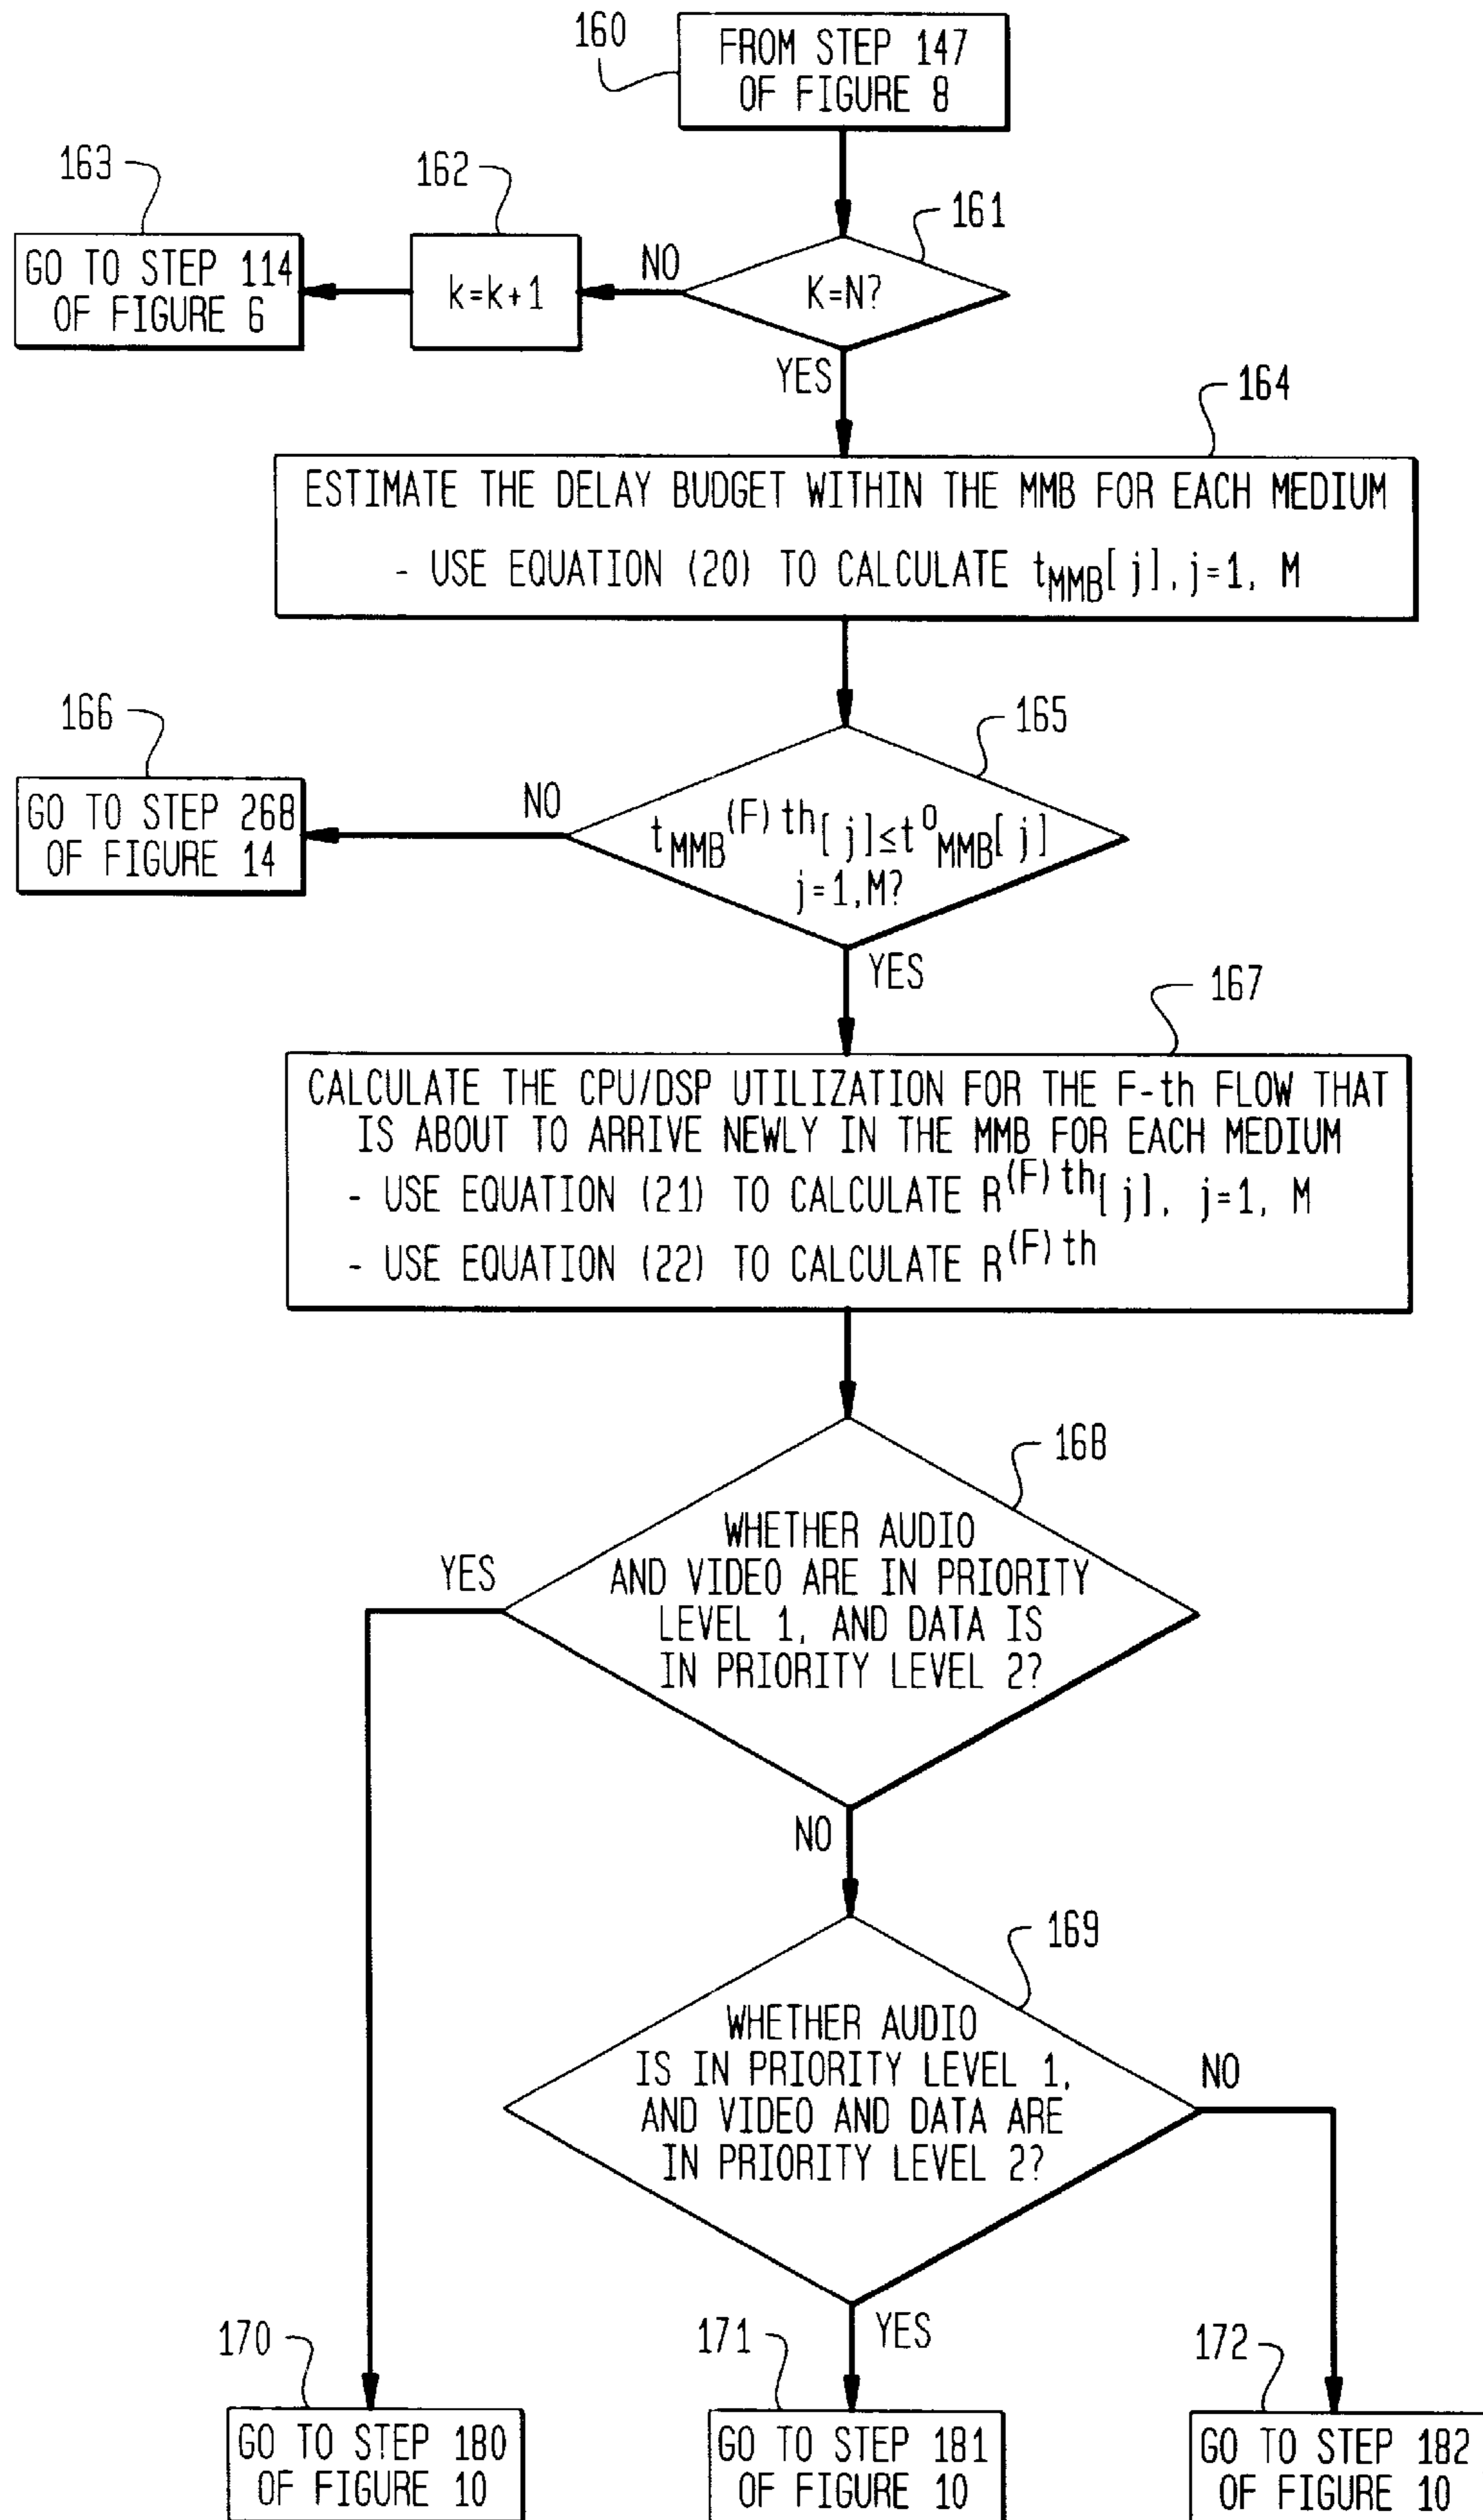 160
FROM STEP 147
OF FIGURE 8
163
162
161
GO TO STEP 114
OF FIGURE 6
k=k+1
NO
K=N?
YES
164
ESTIMATE THE DELAY BUDGET WITHIN THE MMB FOR EACH MEDIUM
- USE EQUATION (20) TO CALCULATE tMMB[j], j=1, M
166
165
GO TO STEP 268
OF FIGURE 14
NO
tMMB(F)th[j]≤t0MMB[j]
j=1,M?
YES
167
CALCULATE THE CPU/DSP UTILIZATION FOR THE F-th FLOW THAT
IS ABOUT TO ARRIVE NEWLY IN THE MMB FOR EACH MEDIUM
- USE EQUATION (21) TO CALCULATE R(F)th[j], j=1, M
- USE EQUATION (22) TO CALCULATE R(F)th
168
YES
WHETHER AUDIO
AND VIDEO ARE IN PRIORITY
LEVEL 1, AND DATA IS
IN PRIORITY LEVEL 2?
NO
169
WHETHER AUDIO
IS IN PRIORITY LEVEL 1,
AND VIDEO AND DATA ARE
IN PRIORITY LEVEL 2?
NO
YES
170
171
172
GO TO STEP 180
OF FIGURE 10
GO TO STEP 181
OF FIGURE 10
GO TO STEP 182
OF FIGURE 10